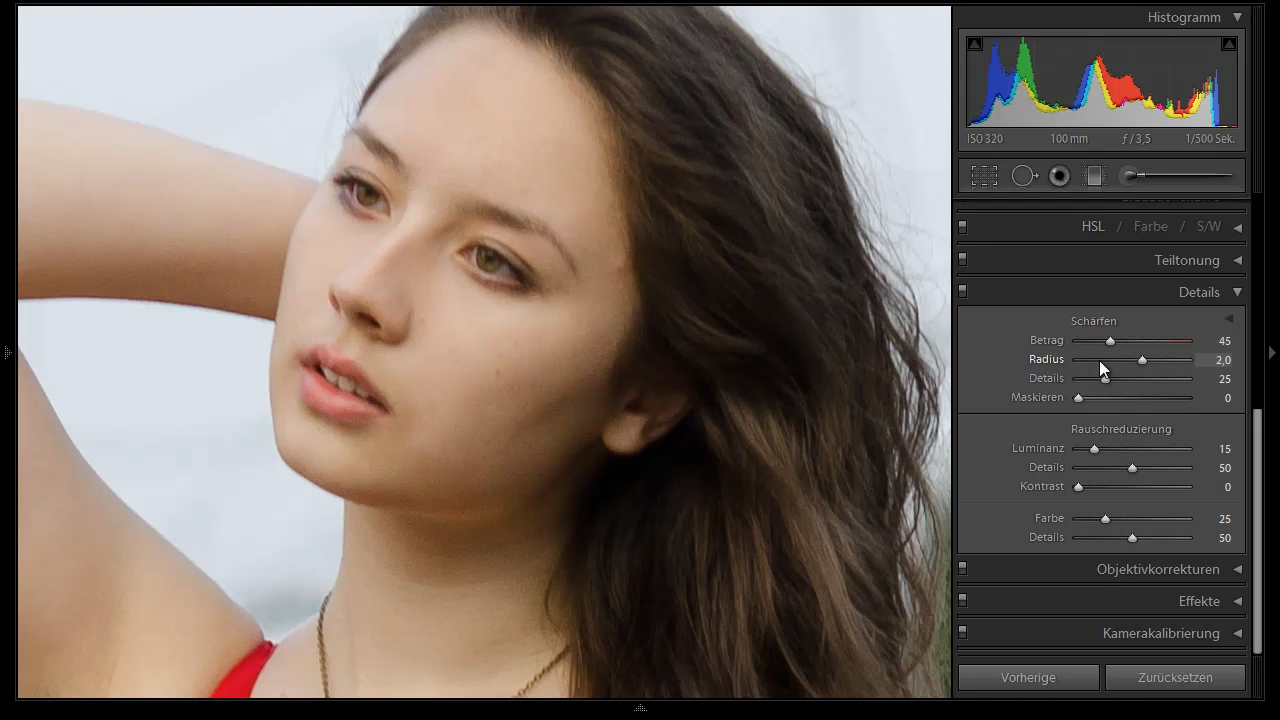 Histogramm
ISO 320 100 mm ƒ / 3,5 1/500 Sek.
HSL / Farbe / S/W
Teiltonung
Details
Schärfen
Betrag 45
Radius 2,0
Details 25
Maskieren 0
Rauschreduzierung
Luminanz 15
Details 50
Kontrast 0
Farbe 25
Details 50
Objektivkorrekturen
Effekte
Kamerakalibrierung
Vorherige Zurücksetzen